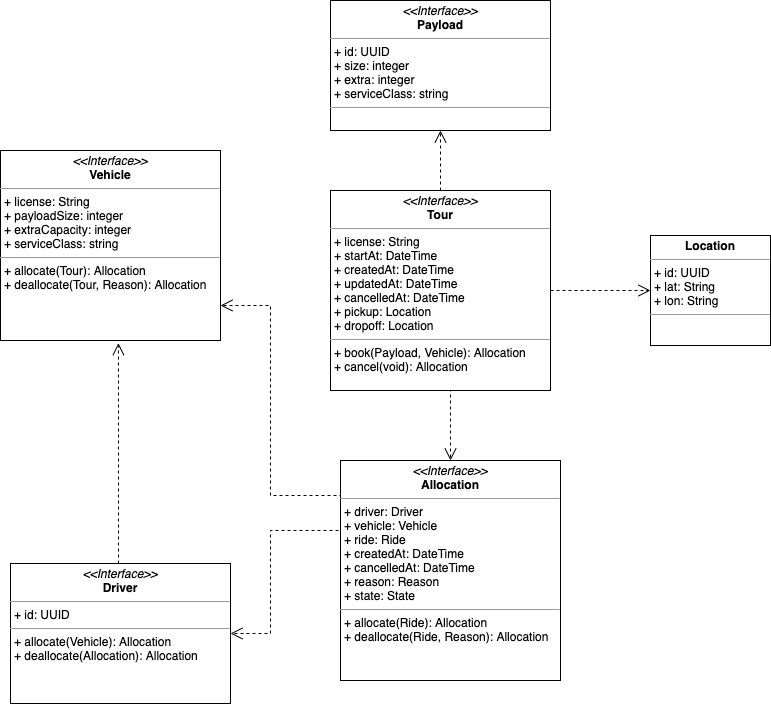 <<Interface>>
Payload
+ id: UUID
+ size: integer
+ extra: integer
+ serviceClass: string
<<Interface>>
Vehicle
+ license: String
+ payloadSize: integer
+ extraCapacity: integer
+ serviceClass: string
+ allocate(Tour): Allocation
+ deallocate(Tour, Reason): Allocation
<<Interface>>
Tour
+ license: String
+ startAt: DateTime
+ createdAt: DateTime
+ updatedAt: DateTime
+ cancelledAt: DateTime
+ pickup: Location
+ dropoff: Location
+ book(Payload, Vehicle): Allocation
+ cancel(void): Allocation
Location
+ id: UUID
+ lat: String
+ lon: String
<<Interface>>
Allocation
+ driver: Driver
+ vehicle: Vehicle
+ ride: Ride
+ createdAt: DateTime
+ cancelledAt: DateTime
+ reason: Reason
+ state: State
+ allocate(Ride): Allocation
+ deallocate(Ride, Reason): Allocation
<<Interface>>
Driver
+ id: UUID
+ allocate(Vehicle): Allocation
+ deallocate(Allocation): Allocation